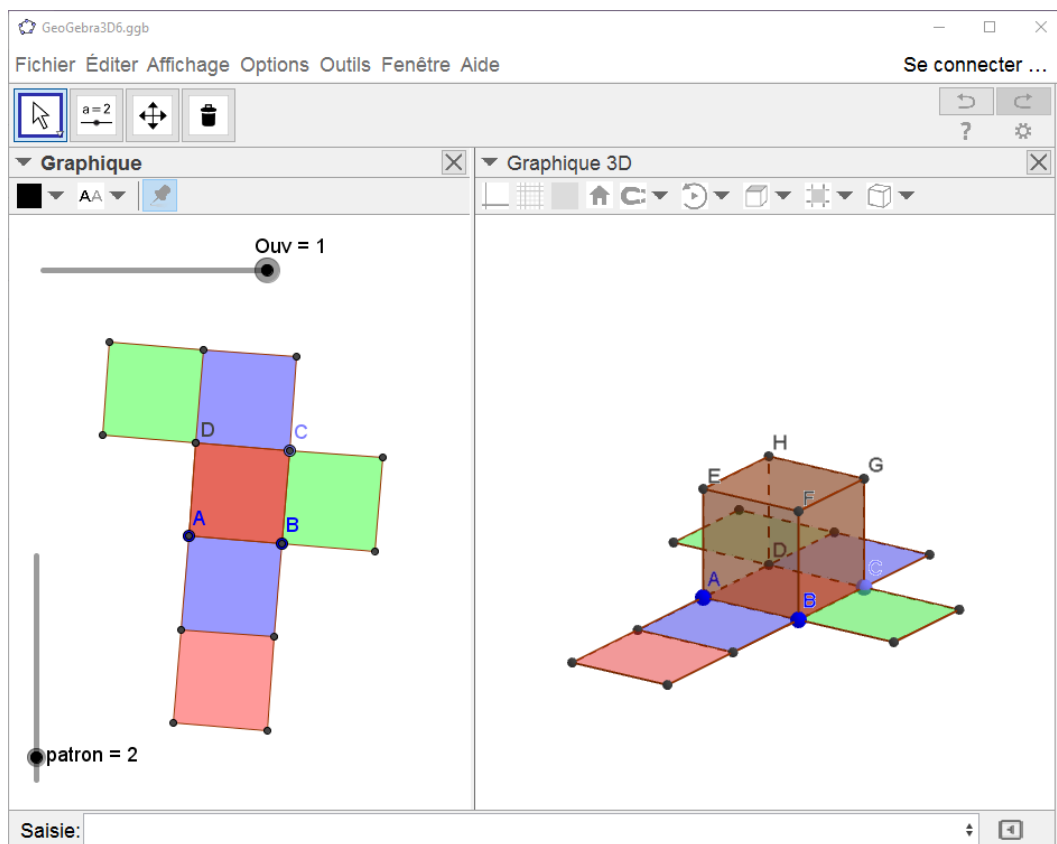 GeoGebra3D6.ggb
Fichier Éditer Affichage Options Outils Fenêtre Aide Se connecter ...
a = 2
?
Graphique
Graphique 3D
AA
Ouv = 1
D
C
A
B
patron = 2
H
E
G
F
D
A
C
B
Saisie: